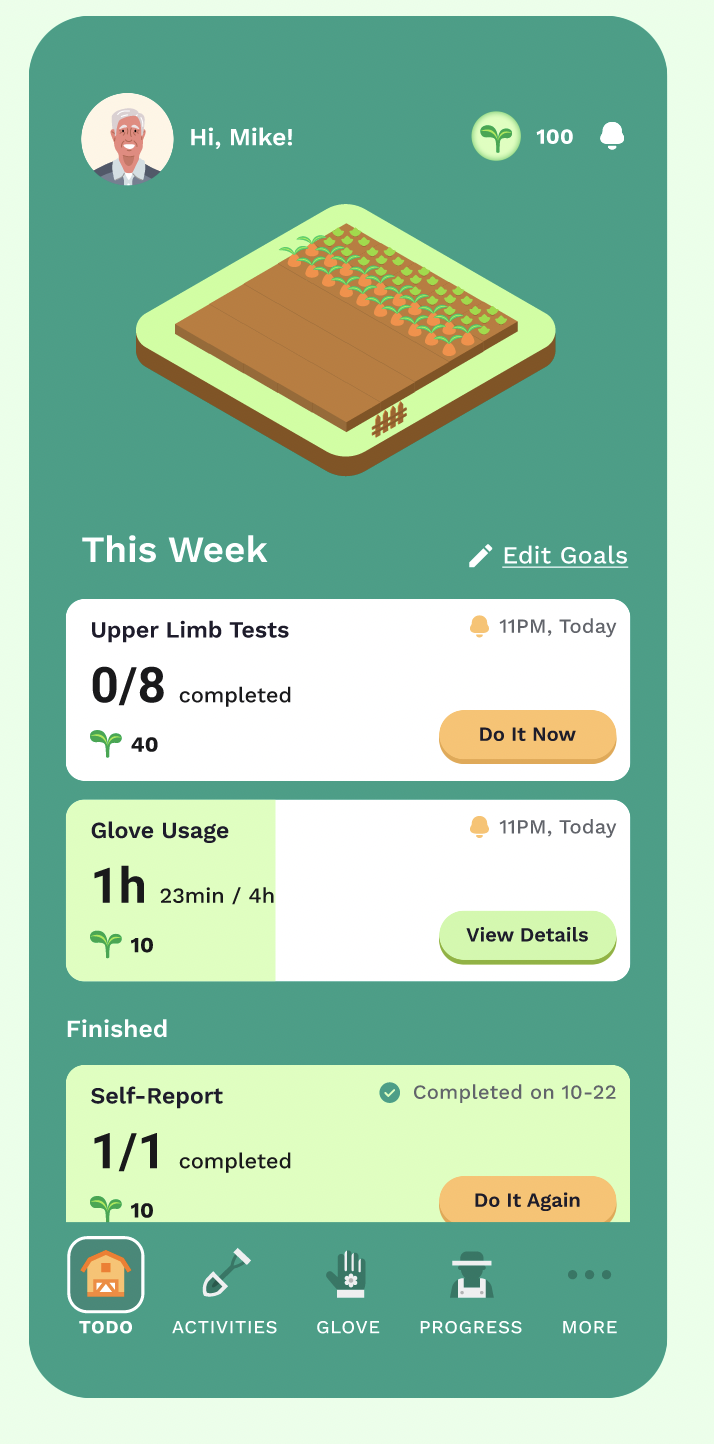 Hi, Mike!
100
This Week
Edit Goals
Upper Limb Tests
11PM, Today
0/8 completed
40
Do It Now
Glove Usage
11PM, Today
1h 23min / 4h
10
View Details
Finished
Self-Report
Completed on 10-22
1/1 completed
10
Do It Again
TODO
ACTIVITIES
GLOVE
PROGRESS
MORE